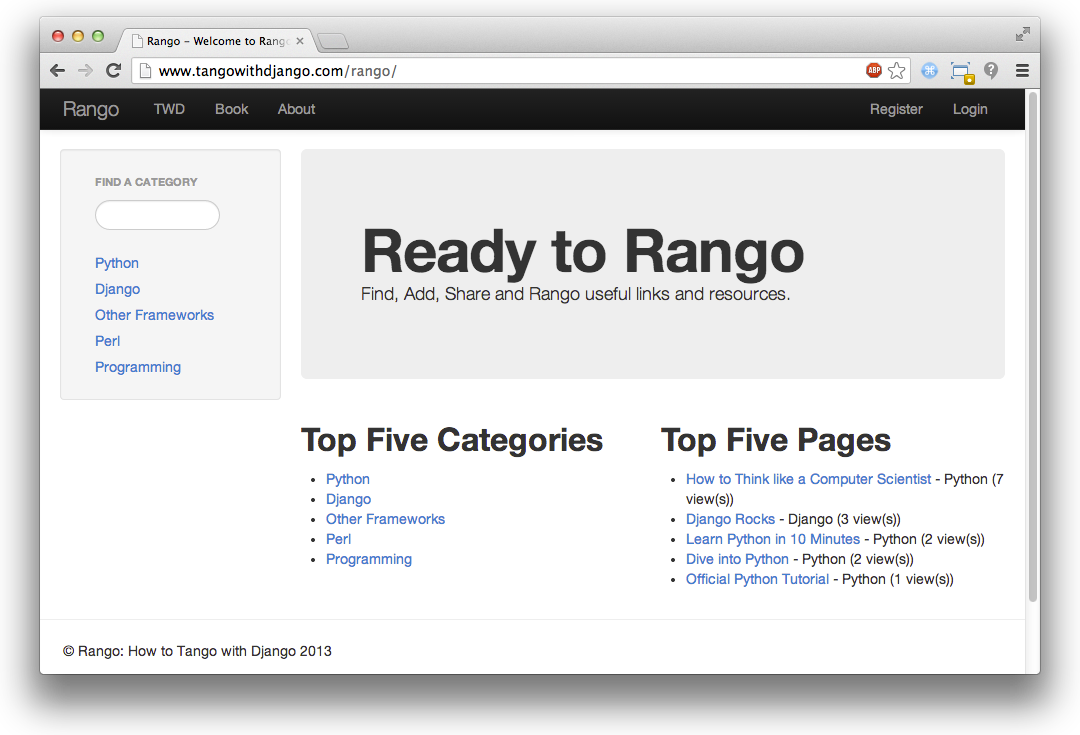 Rango - Welcome to Rang
www.tangowithdjango.com/rango/
ABP
Rango TWD Book About Register Login
FIND A CATEGORY
Python
Django
Other Frameworks
Perl
Programming
Ready to Rango
Find, Add, Share and Rango useful links and resources.
Top Five Categories
Python
Django
Other Frameworks
Perl
Programming
Top Five Pages
How to Think like a Computer Scientist - Python (7
view(s))
Django Rocks - Django (3 view(s))
Learn Python in 10 Minutes - Python (2 view(s))
Dive into Python - Python (2 view(s))
Official Python Tutorial - Python (1 view(s))
© Rango: How to Tango with Django 2013